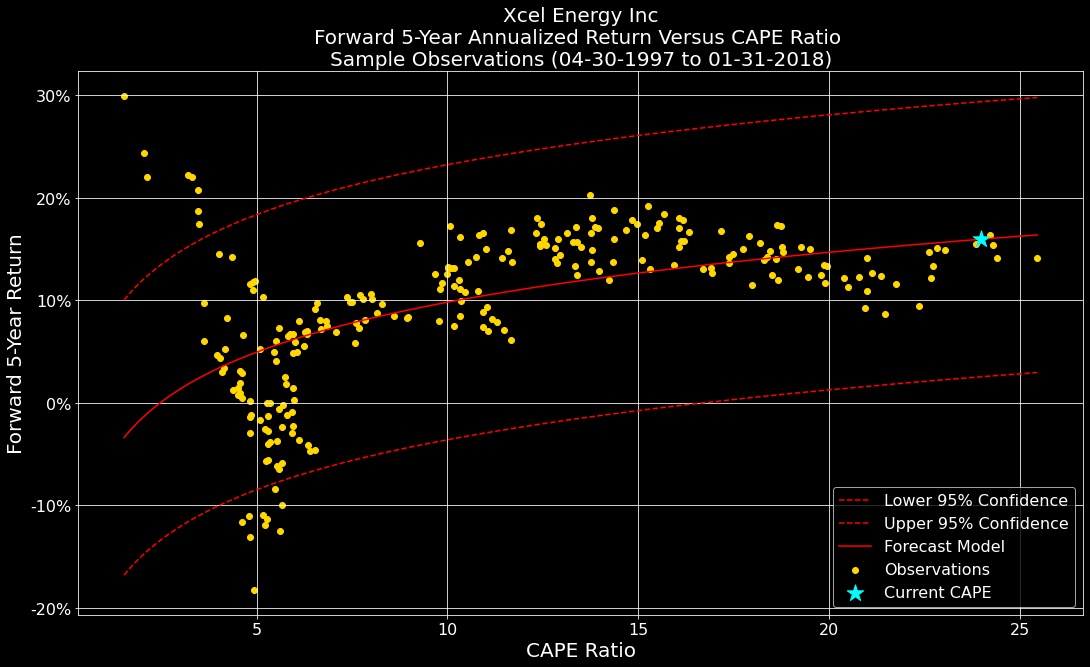 Xcel Energy Inc
Forward 5-Year Annualized Return Versus CAPE Ratio
Sample Observations (04-30-1997 to 01-31-2018)
Forward 5-Year Return
30%
20%
10%
0%
-10%
-20%
5
10
15
20
25
CAPE Ratio
Lower 95% Confidence
Upper 95% Confidence
Forecast Model
Observations
Current CAPE